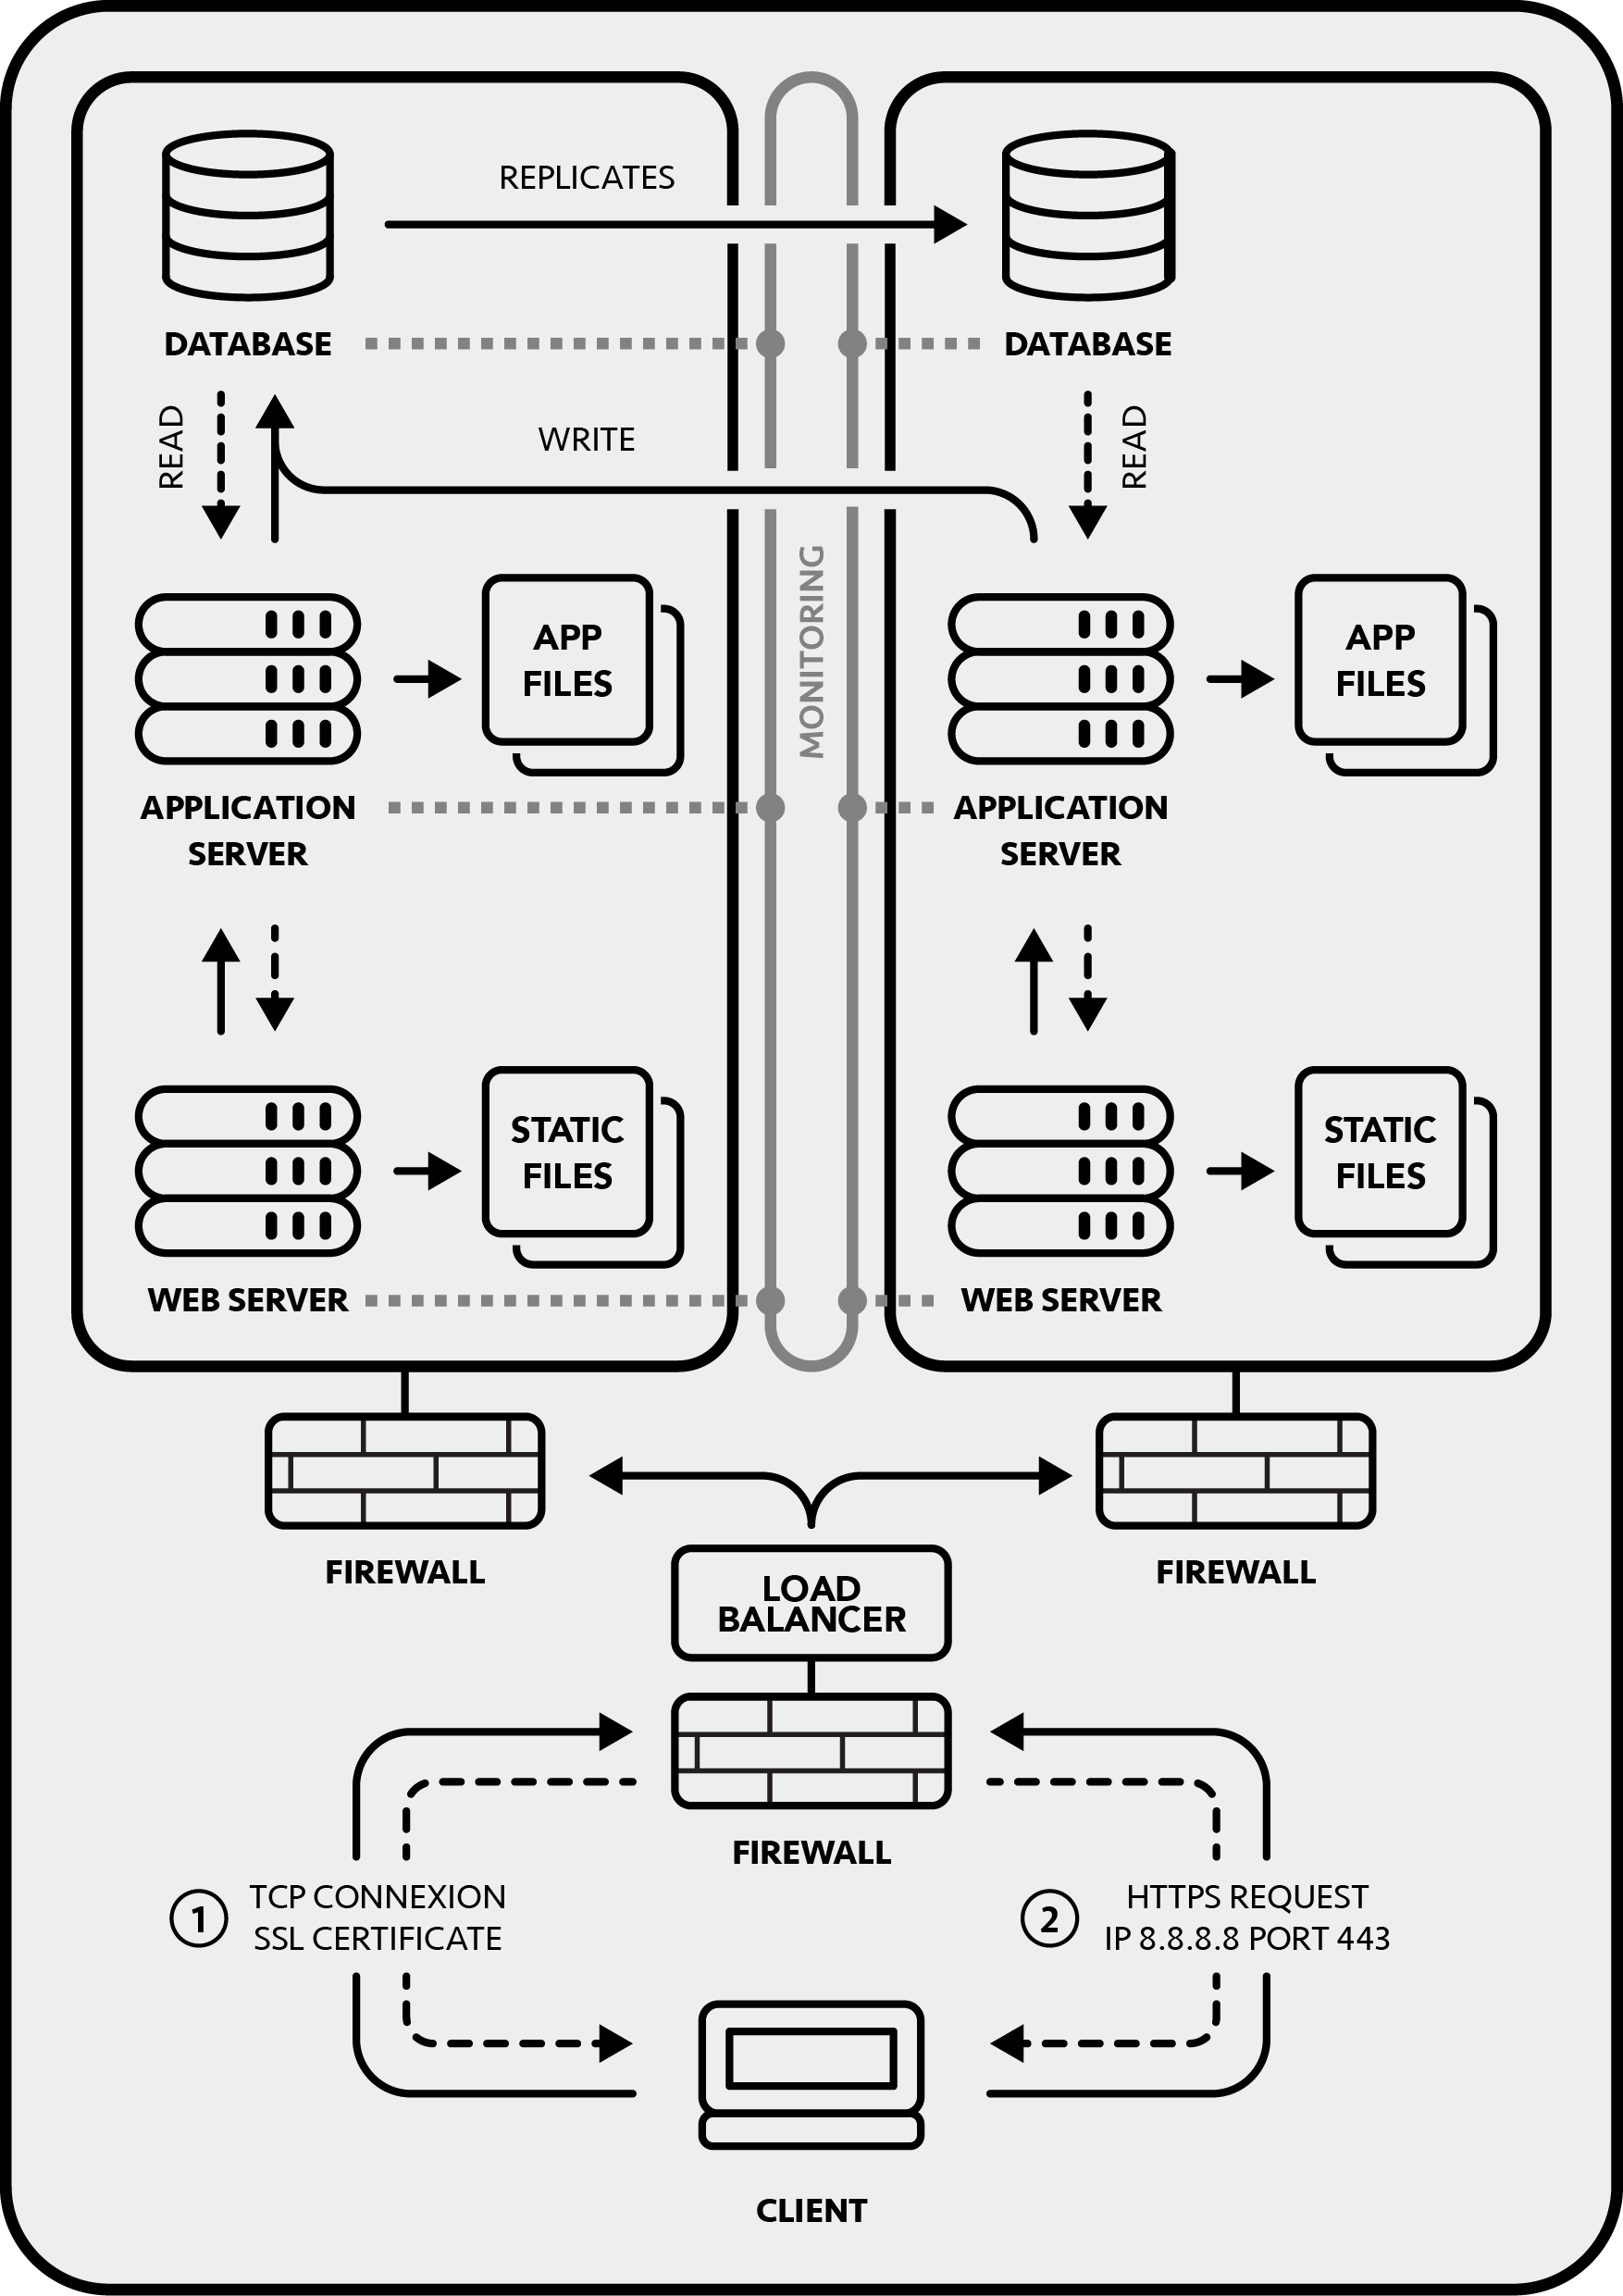 REPLICATES
DATABASE
DATABASE
READ
WRITE
READ
MONITORING
APP
FILES
APP
FILES
APPLICATION
SERVER
APPLICATION
SERVER
STATIC
FILES
STATIC
FILES
WEB SERVER
WEB SERVER
FIREWALL
FIREWALL
LOAD
BALANCER
FIREWALL
1
TCP CONNEXION
SSL CERTIFICATE
2
HTTPS REQUEST
IP 8.8.8.8 PORT 443
CLIENT